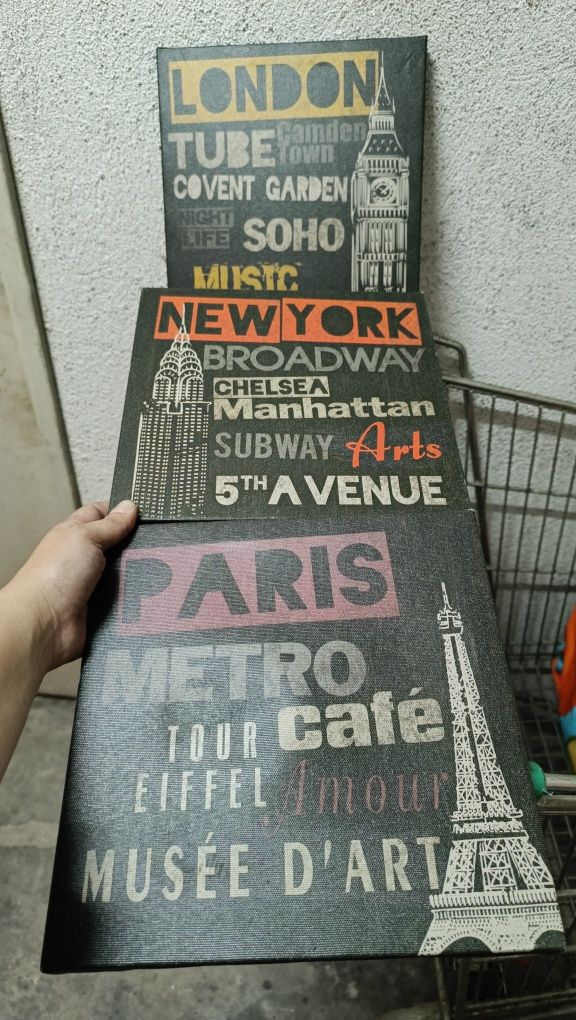 LONDON
TUBE Camden Town
COVENT GARDEN
NIGHT LIFE SOHO
MUSIC
NEW YORK
BROADWAY
CHELSEA
Manhattan
SUBWAY Arts
5TH AVENUE
PARIS
METRO
TOUR café
EIFFEL Amour
MUSÉE D'ART